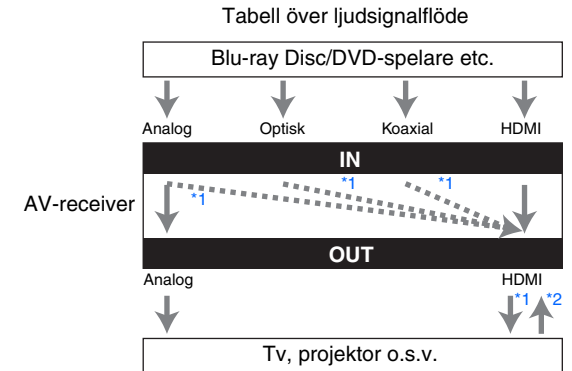 Tabell över ljudsignalflöde
Blu-ray Disc/DVD-spelare etc.
Analog Optisk Koaxial HDMI
IN
*1 *1 *1
AV-receiver
OUT
Analog HDMI
*1 *2
Tv, projektor o.s.v.